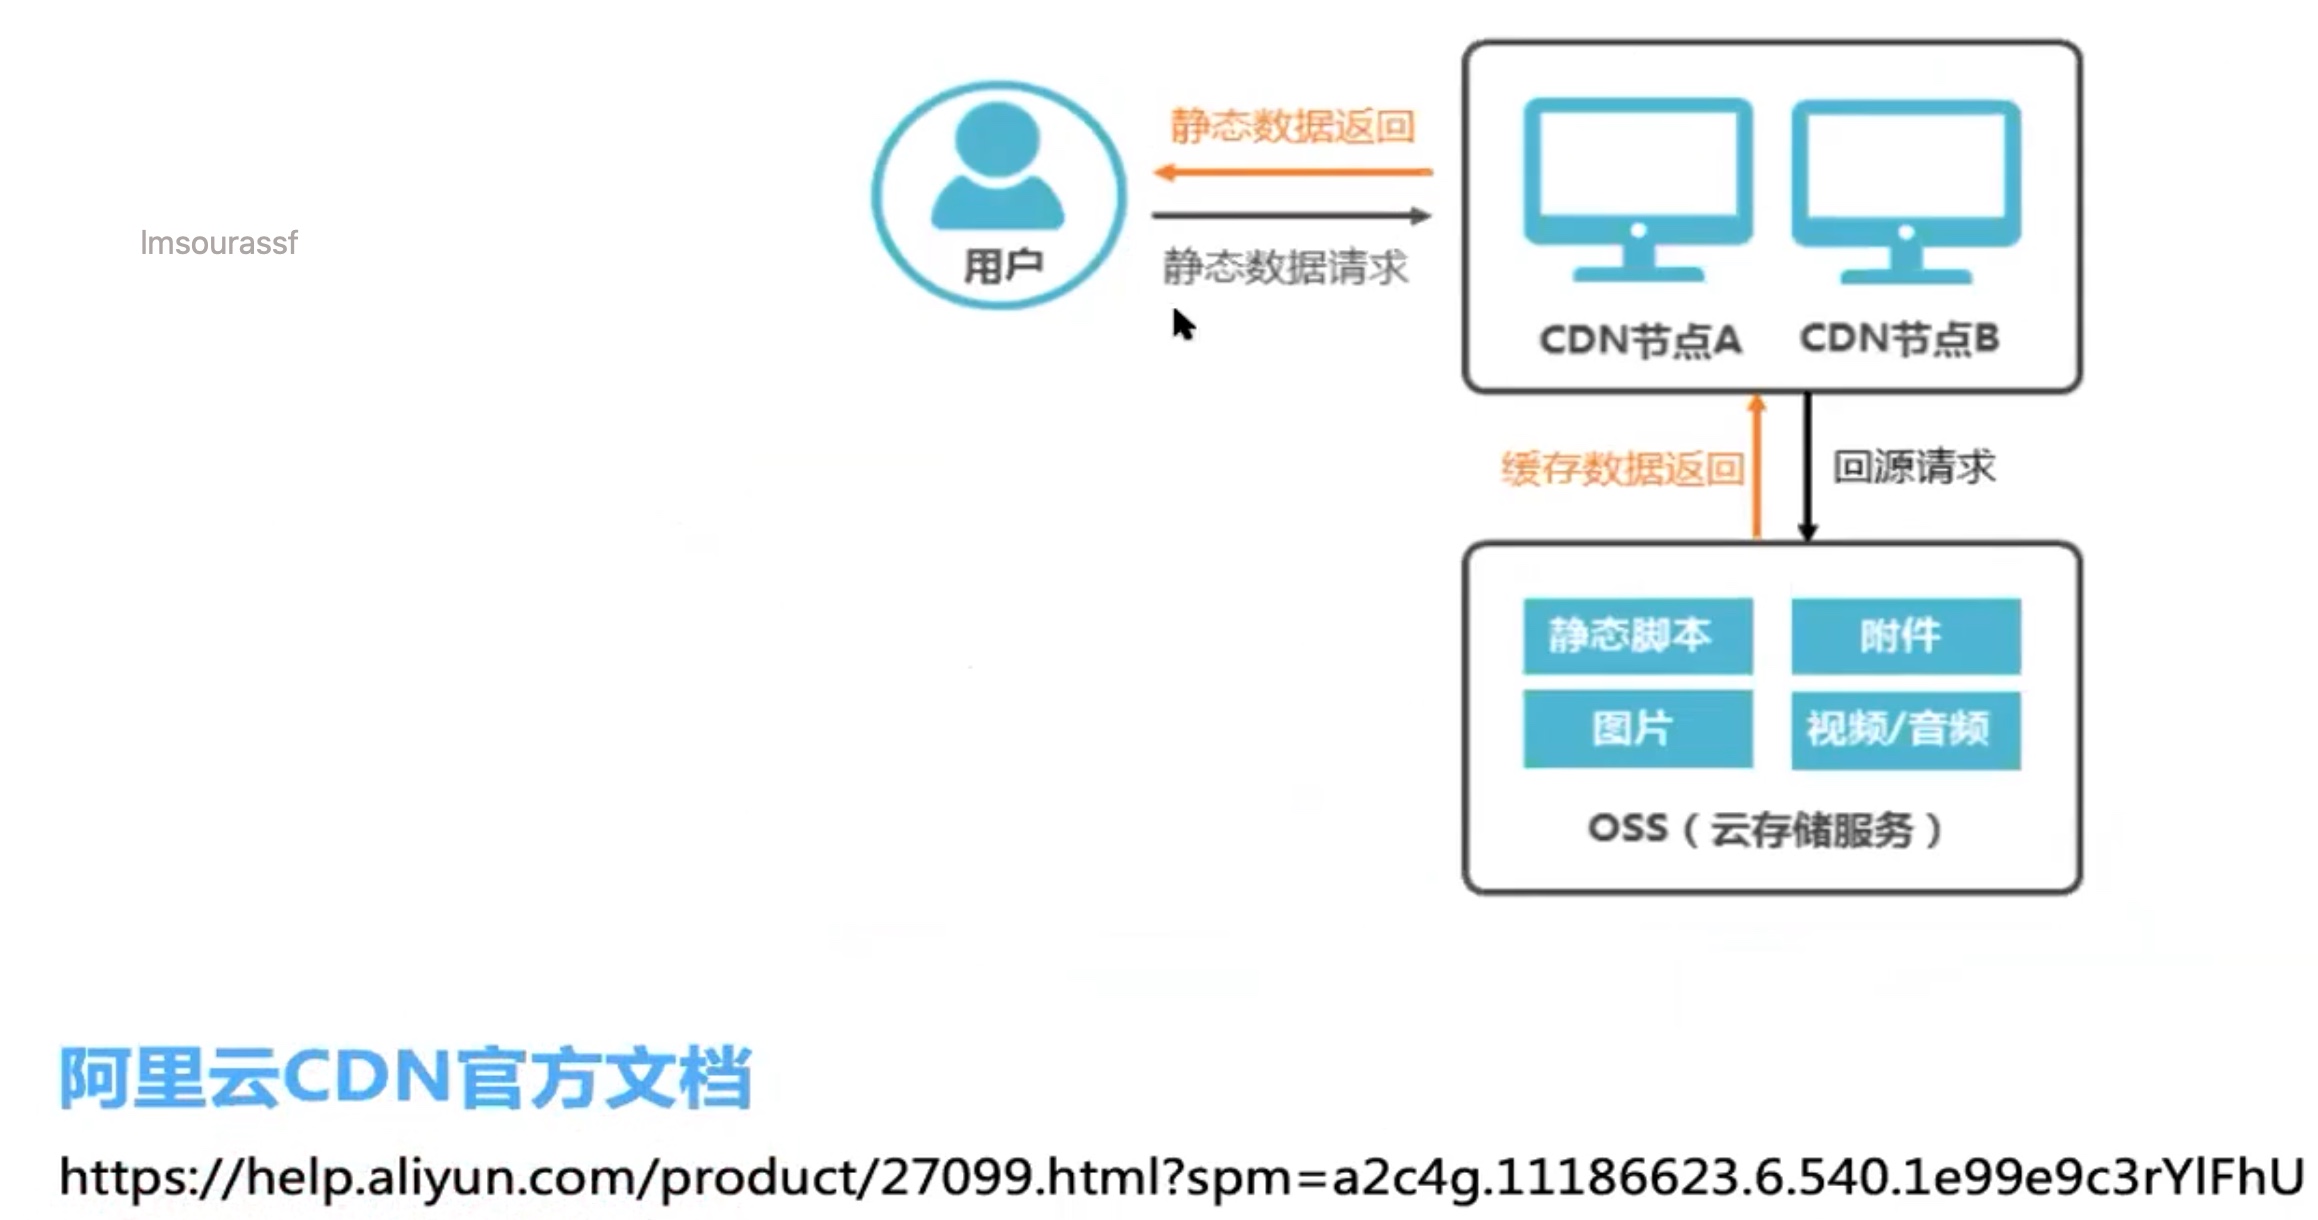 静态数据返回
lmsourassf
用户
静态数据请求
CDN节点A
CDN节点B
缓存数据返回
回源请求
静态脚本
附件
图片
视频/音频
OSS（云存储服务）
阿里云CDN官方文档
https://help.aliyun.com/product/27099.html?spm=a2c4g.11186623.6.540.1e99e9c3rYlFhU